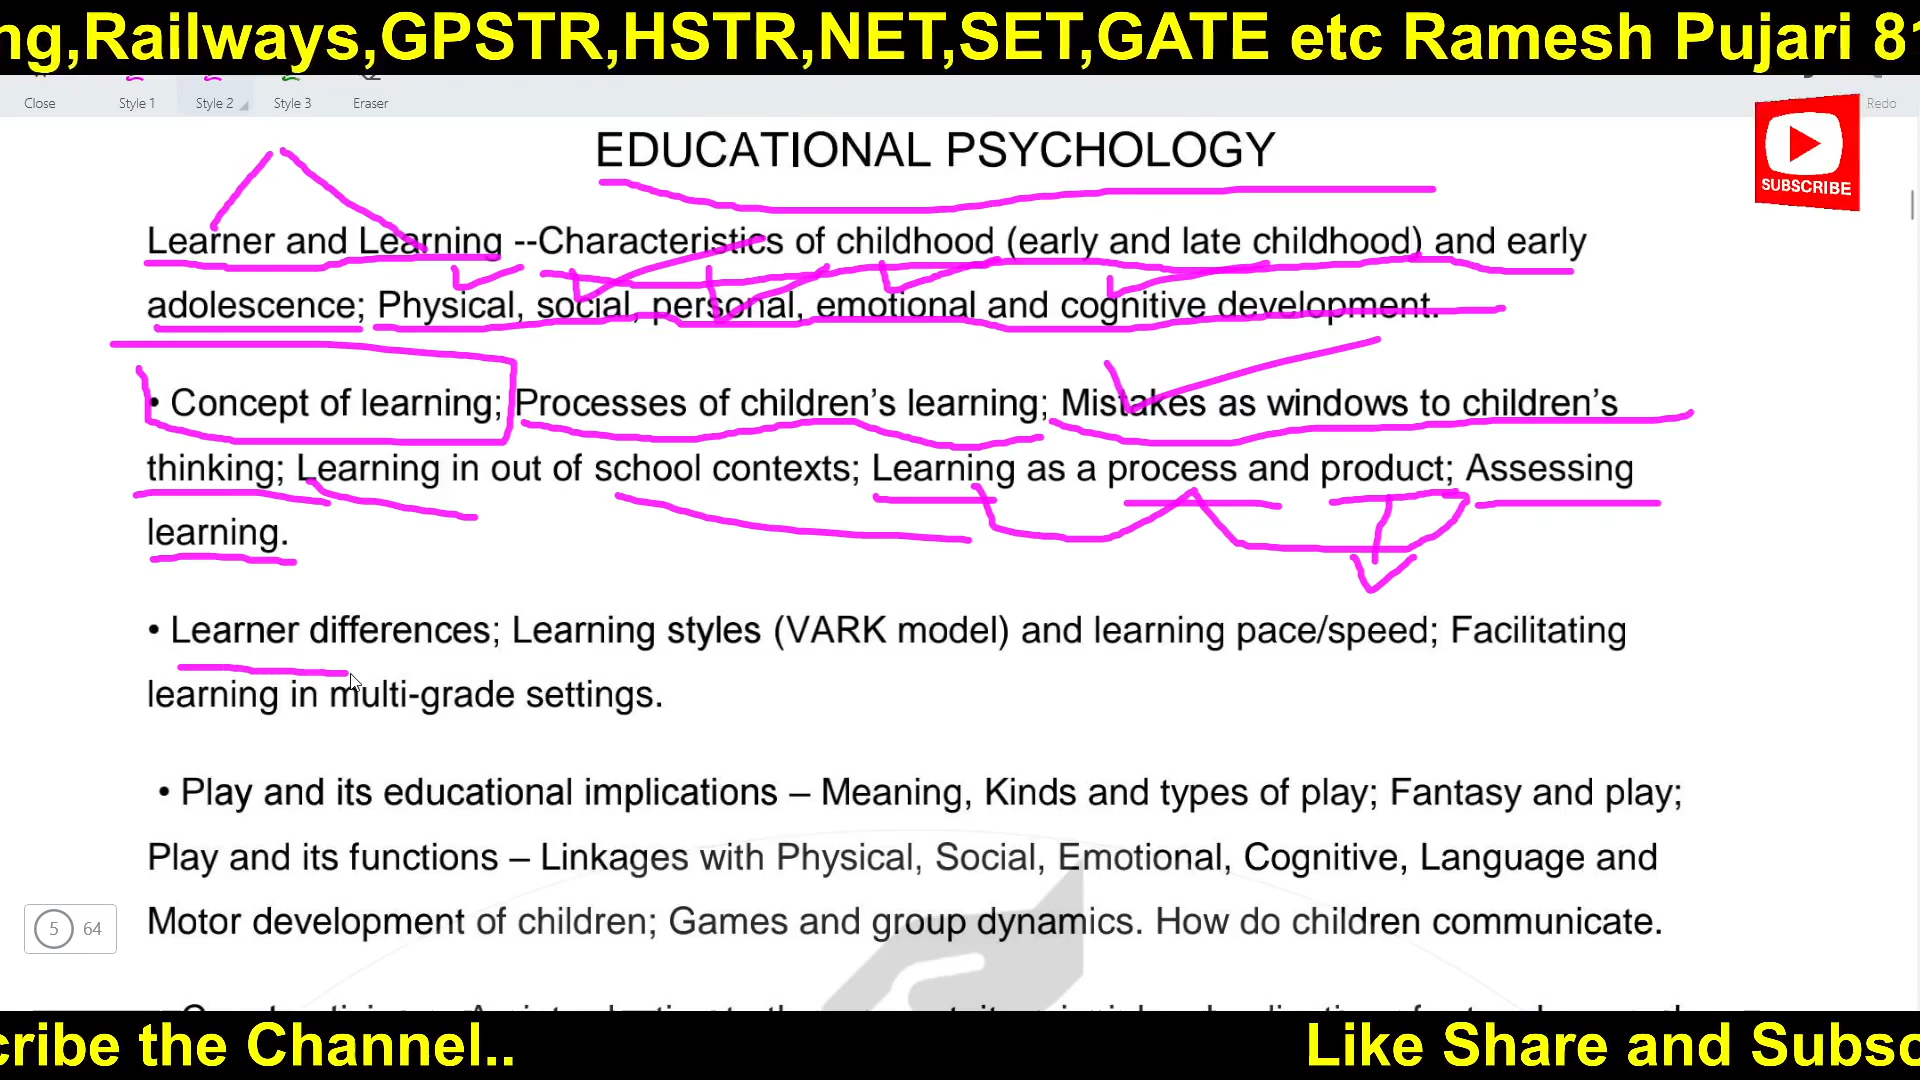 ng,Railways,GPSTR,HSTR,NET,SET,GATE etc Ramesh Pujari 81
Close Style 1 Style 2 Style 3 Eraser Redo
SUBSCRIBE
EDUCATIONAL PSYCHOLOGY
Learner and Learning --Characteristics of childhood (early and late childhood) and early
adolescence; Physical, social, personal, emotional and cognitive development.
• Concept of learning; Processes of children’s learning; Mistakes as windows to children’s
thinking; Learning in out of school contexts; Learning as a process and product; Assessing
learning.
• Learner differences; Learning styles (VARK model) and learning pace/speed; Facilitating
learning in multi-grade settings.
• Play and its educational implications – Meaning, Kinds and types of play; Fantasy and play;
Play and its functions – Linkages with Physical, Social, Emotional, Cognitive, Language and
Motor development of children; Games and group dynamics. How do children communicate.
5 64
cribe the Channel.. Like Share and Subsc